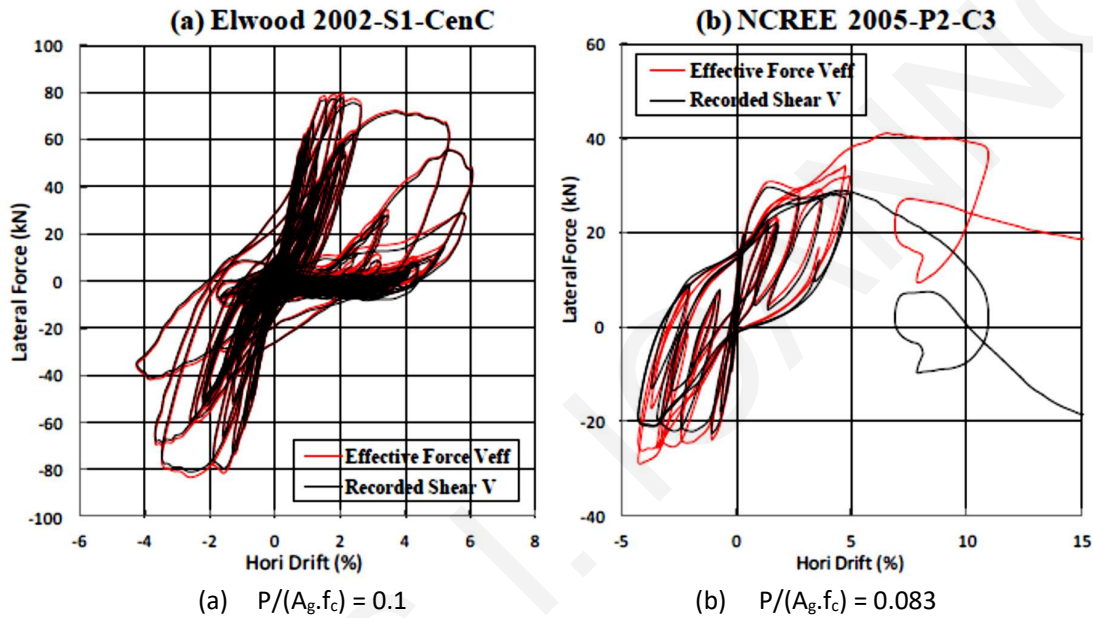 (a) Elwood 2002-S1-CenC
100
80
60
40
20
0
-20
-40
-60
-80
-100
-6 -4 -2 0 2 4 6 8
Lateral Force (kN)
Hori Drift (%)
Effective Force Veff
Recorded Shear V
(a) P/(Ag.fc) = 0.1
(b) NCREE 2005-P2-C3
60
40
20
0
-20
-40
-5 0 5 10 15
Lateral Force (kN)
Hori Drift (%)
Effective Force Veff
Recorded Shear V
(b) P/(Ag.fc) = 0.083